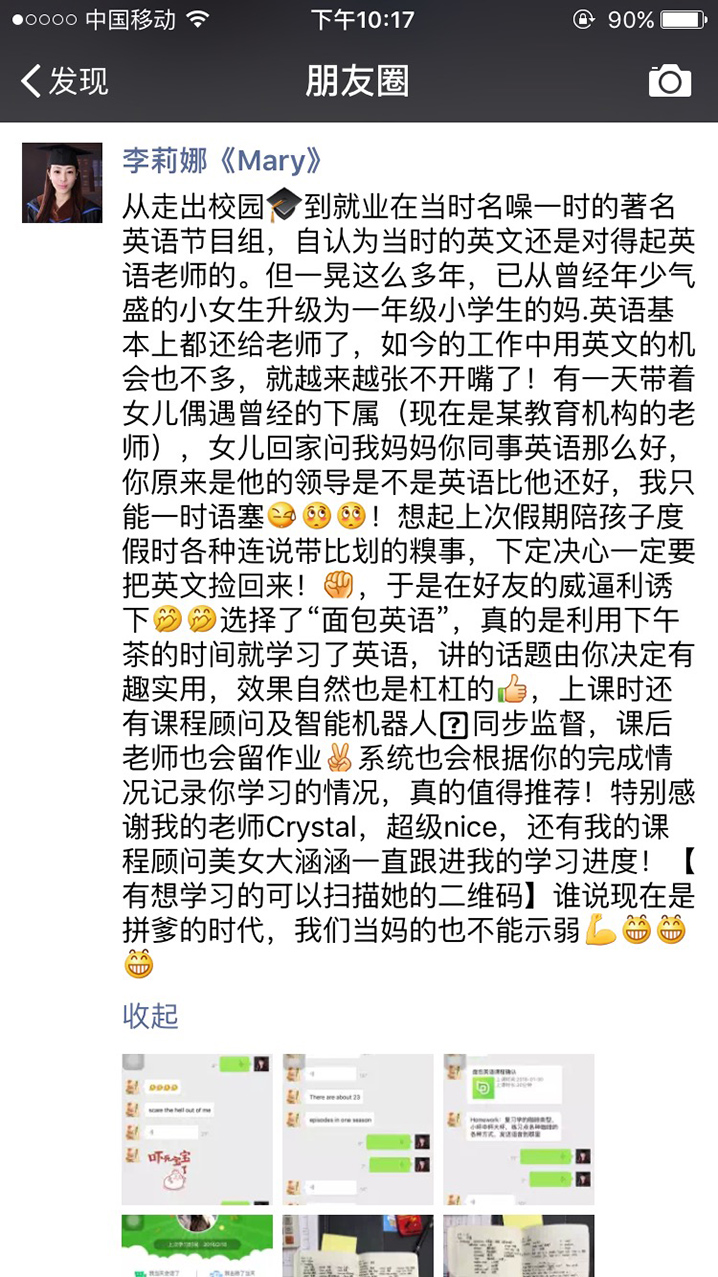 中国移动 下午10:17 90%
发现 朋友圈
李莉娜《Mary》
从走出校园🎓到就业在当时名噪一时的著名
英语节目组，自认为当时的英文还是对得起英
语老师的。但一晃这么多年，已从曾经年少气
盛的小女生升级为一年级小学生的妈.英语基
本上都还给老师了，如今的工作中用英文的机
会也不多，就越来越张不开嘴了！有一天带着
女儿偶遇曾经的下属（现在是某教育机构的老
师），女儿回家问我妈妈你同事英语那么好，
你原来是他的领导是不是英语比他还好，我只
能一时语塞😜😯😯！想起上次假期陪孩子度
假时各种连说带比划的糗事，下定决心一定要
把英文捡回来！✊，于是在好友的威逼利诱
下🤭🤭选择了“面包英语”，真的是利用下午
茶的时间就学习了英语，讲的话题由你决定有
趣实用，效果自然也是杠杠的👍，上课时还
有课程顾问及智能机器人⍰同步监督，课后
老师也会留作业✌系统也会根据你的完成情
况记录你学习的情况，真的值得推荐！特别感
谢我的老师Crystal，超级nice，还有我的课
程顾问美女大涵涵一直跟进我的学习进度！【
有想学习的可以扫描她的二维码】谁说现在是
拼爹的时代，我们当妈的也不能示弱💪😁😁
😁
收起
scare the hell out of me
吓死宝宝了
There are about 23
episodes in one season
面包英语课程确认